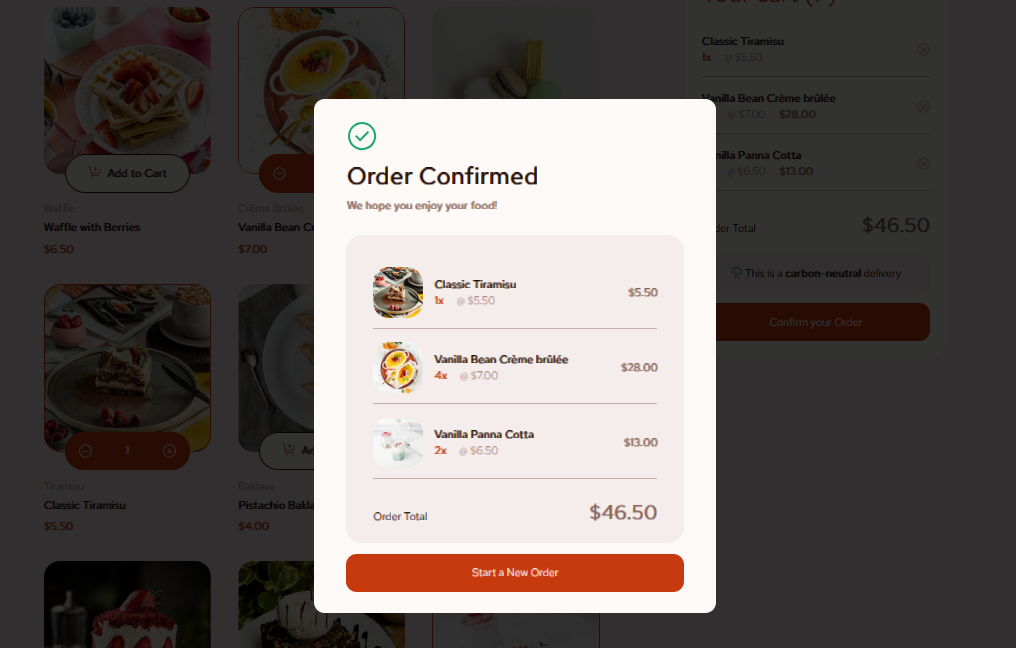 Your Cart (7)
Classic Tiramisu
1x @ $5.50
Vanilla Bean Crème brûlée
@ $7.00 $28.00
nilla Panna Cotta
@ $6.50 $13.00
der Total $46.50
This is a carbon-neutral delivery
Confirm your Order
Add to Cart
Waffle
Waffle with Berries
$6.50
Crème Brûlée
Vanilla Bean C
$7.00
1
Tiramisu
Classic Tiramisu
$5.50
Ad
Baklava
Pistachio Bakla
$4.00
Order Confirmed
We hope you enjoy your food!
Classic Tiramisu
1x @ $5.50
$5.50
Vanilla Bean Crème brûlée
4x @ $7.00
$28.00
Vanilla Panna Cotta
2x @ $6.50
$13.00
Order Total $46.50
Start a New Order